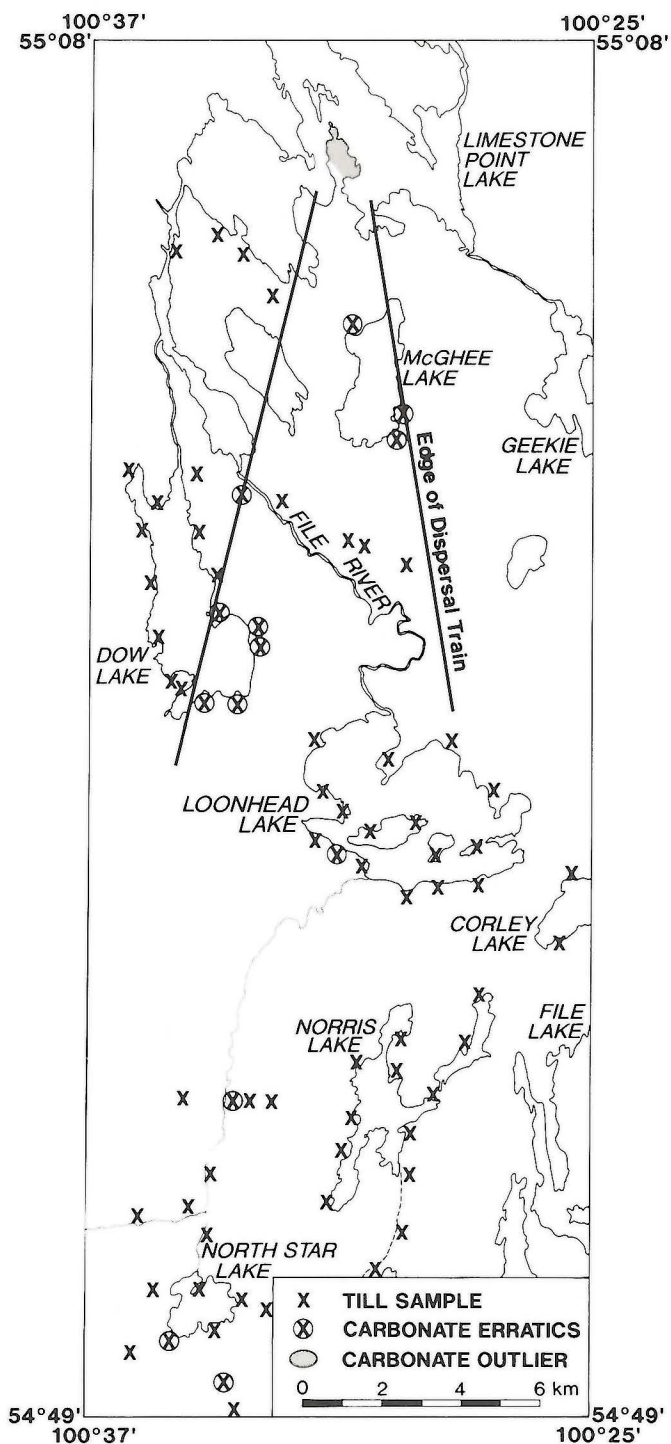 100°37' 100°25'
55°08' 55°08'
LIMESTONE
POINT
LAKE
McGHEE
LAKE
GEEKIE
LAKE
Edge of Dispersal Train
FILE RIVER
DOW
LAKE
LOONHEAD
LAKE
CORLEY
LAKE
NORRIS
LAKE
FILE
LAKE
NORTH STAR
LAKE
X TILL SAMPLE
X CARBONATE ERRATICS
CARBONATE OUTLIER
0 2 4 6 km
54°49' 54°49'
100°37' 100°25'